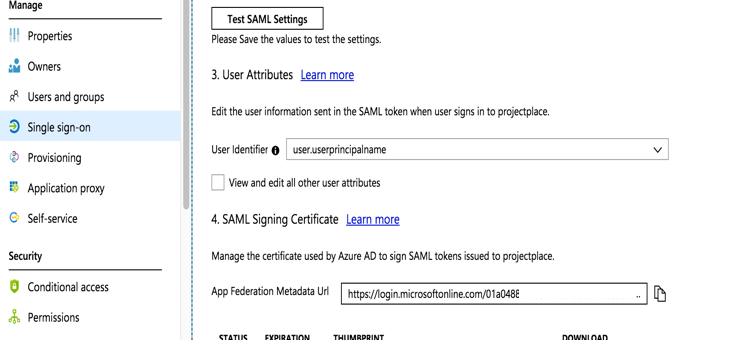 Manage
Properties
Owners
Users and groups
Single sign-on
Provisioning
Application proxy
Self-service
Security
Conditional access
Permissions
Test SAML Settings
Please Save the values to test the settings.
3. User Attributes Learn more
Edit the user information sent in the SAML token when user signs in to projectplace.
User Identifier user.userprincipalname
View and edit all other user attributes
4. SAML Signing Certificate Learn more
Manage the certificate used by Azure AD to sign SAML tokens issued to projectplace.
App Federation Metadata Url https://login.microsoftonline.com/01a0488 ..
STATUS EXPIRATION THUMBPRINT DOWNLOAD